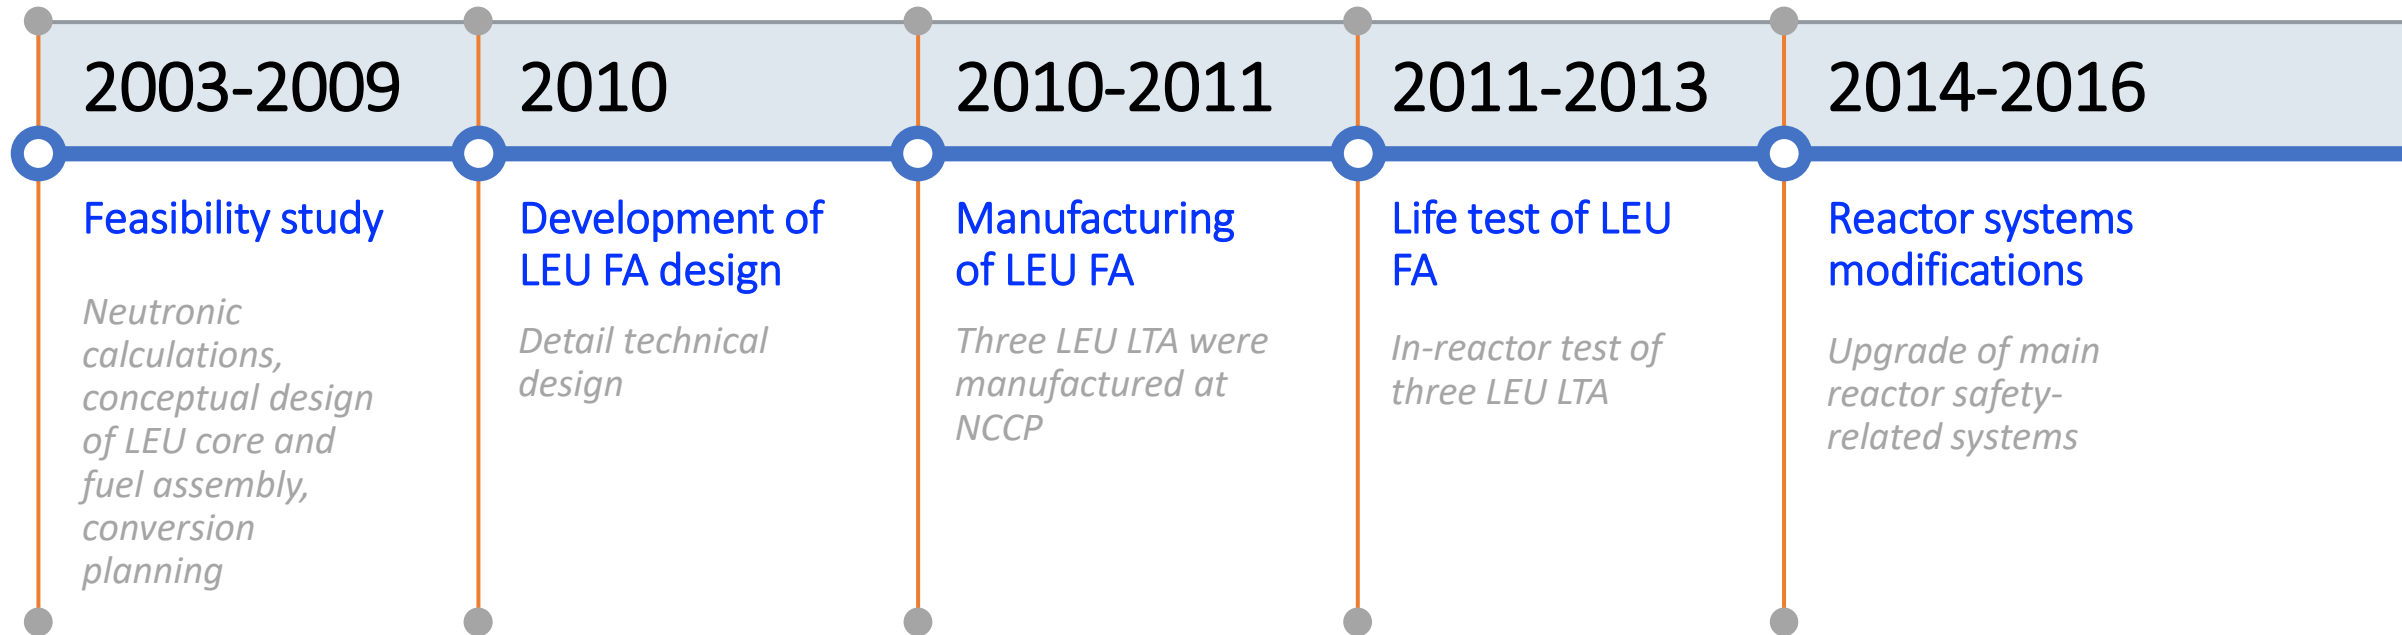 2003-2009
Feasibility study
Neutronic
calculations,
conceptual design
of LEU core and
fuel assembly,
conversion
planning
2010
Development of
LEU FA design
Detail technical
design
2010-2011
Manufacturing
of LEU FA
Three LEU LTA were
manufactured at
NCCP
2011-2013
Life test of LEU
FA
In-reactor test of
three LEU LTA
2014-2016
Reactor systems
modifications
Upgrade of main
reactor safety-
related systems